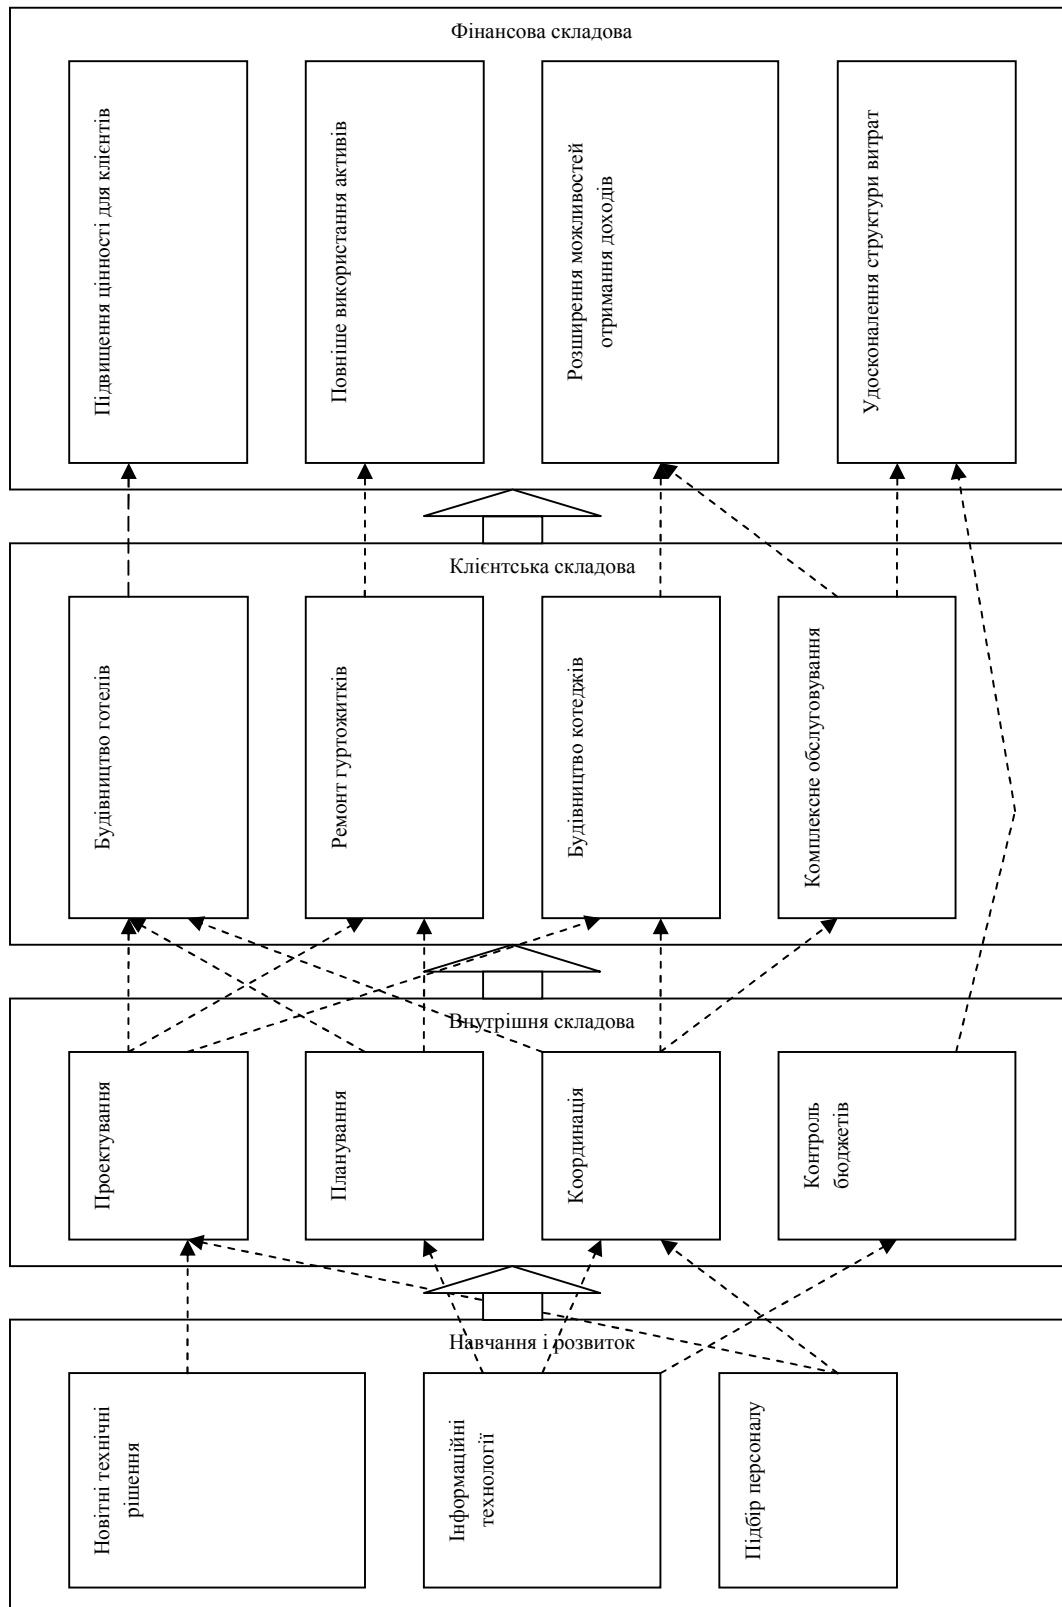 Фінансова складова
Підвищення цінності для клієнтів
Повніше використання активів
Розширення можливостей
отримання доходів
Удосконалення структури витрат
Клієнтська складова
Будівництво готелів
Ремонт гуртожитків
Будівництво котеджів
Комплексне обслуговування
Внутрішня складова
Проектування
Планування
Координація
Контроль
бюджетів
Навчання і розвиток
Новітні технічні
рішення
Інформаційні
технології
Підбір персоналу